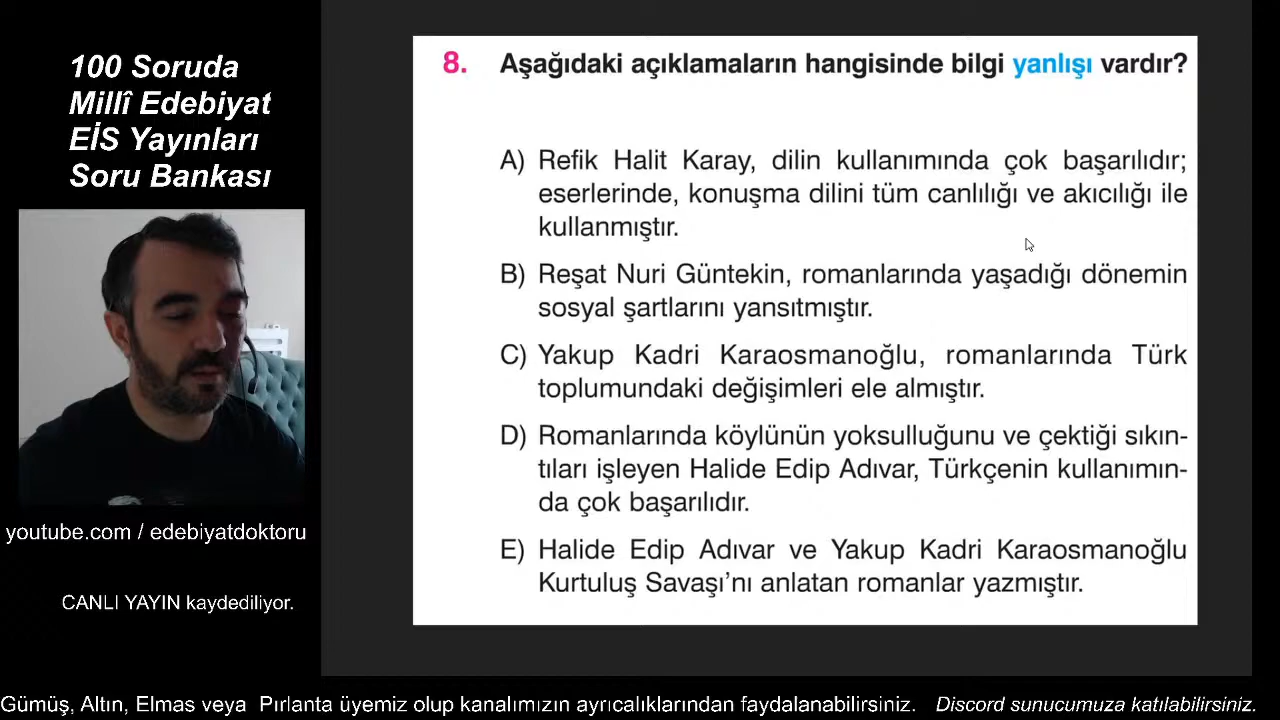 100 Soruda
Millî Edebiyat
EİS Yayınları
Soru Bankası
youtube.com / edebiyatdoktoru
CANLI YAYIN kaydediliyor.
8. Aşağıdaki açıklamaların hangisinde bilgi yanlışı vardır?
A) Refik Halit Karay, dilin kullanımında çok başarılıdır;
eserlerinde, konuşma dilini tüm canlılığı ve akıcılığı ile
kullanmıştır.
B) Reşat Nuri Güntekin, romanlarında yaşadığı dönemin
sosyal şartlarını yansıtmıştır.
C) Yakup Kadri Karaosmanoğlu, romanlarında Türk
toplumundaki değişimleri ele almıştır.
D) Romanlarında köylünün yoksulluğunu ve çektiği sıkın-
tıları işleyen Halide Edip Adıvar, Türkçenin kullanımın-
da çok başarılıdır.
E) Halide Edip Adıvar ve Yakup Kadri Karaosmanoğlu
Kurtuluş Savaşı’nı anlatan romanlar yazmıştır.
Gümüş, Altın, Elmas veya Pırlanta üyemiz olup kanalımızın ayrıcalıklarından faydalanabilirsiniz. Discord sunucumuza katılabilirsiniz.